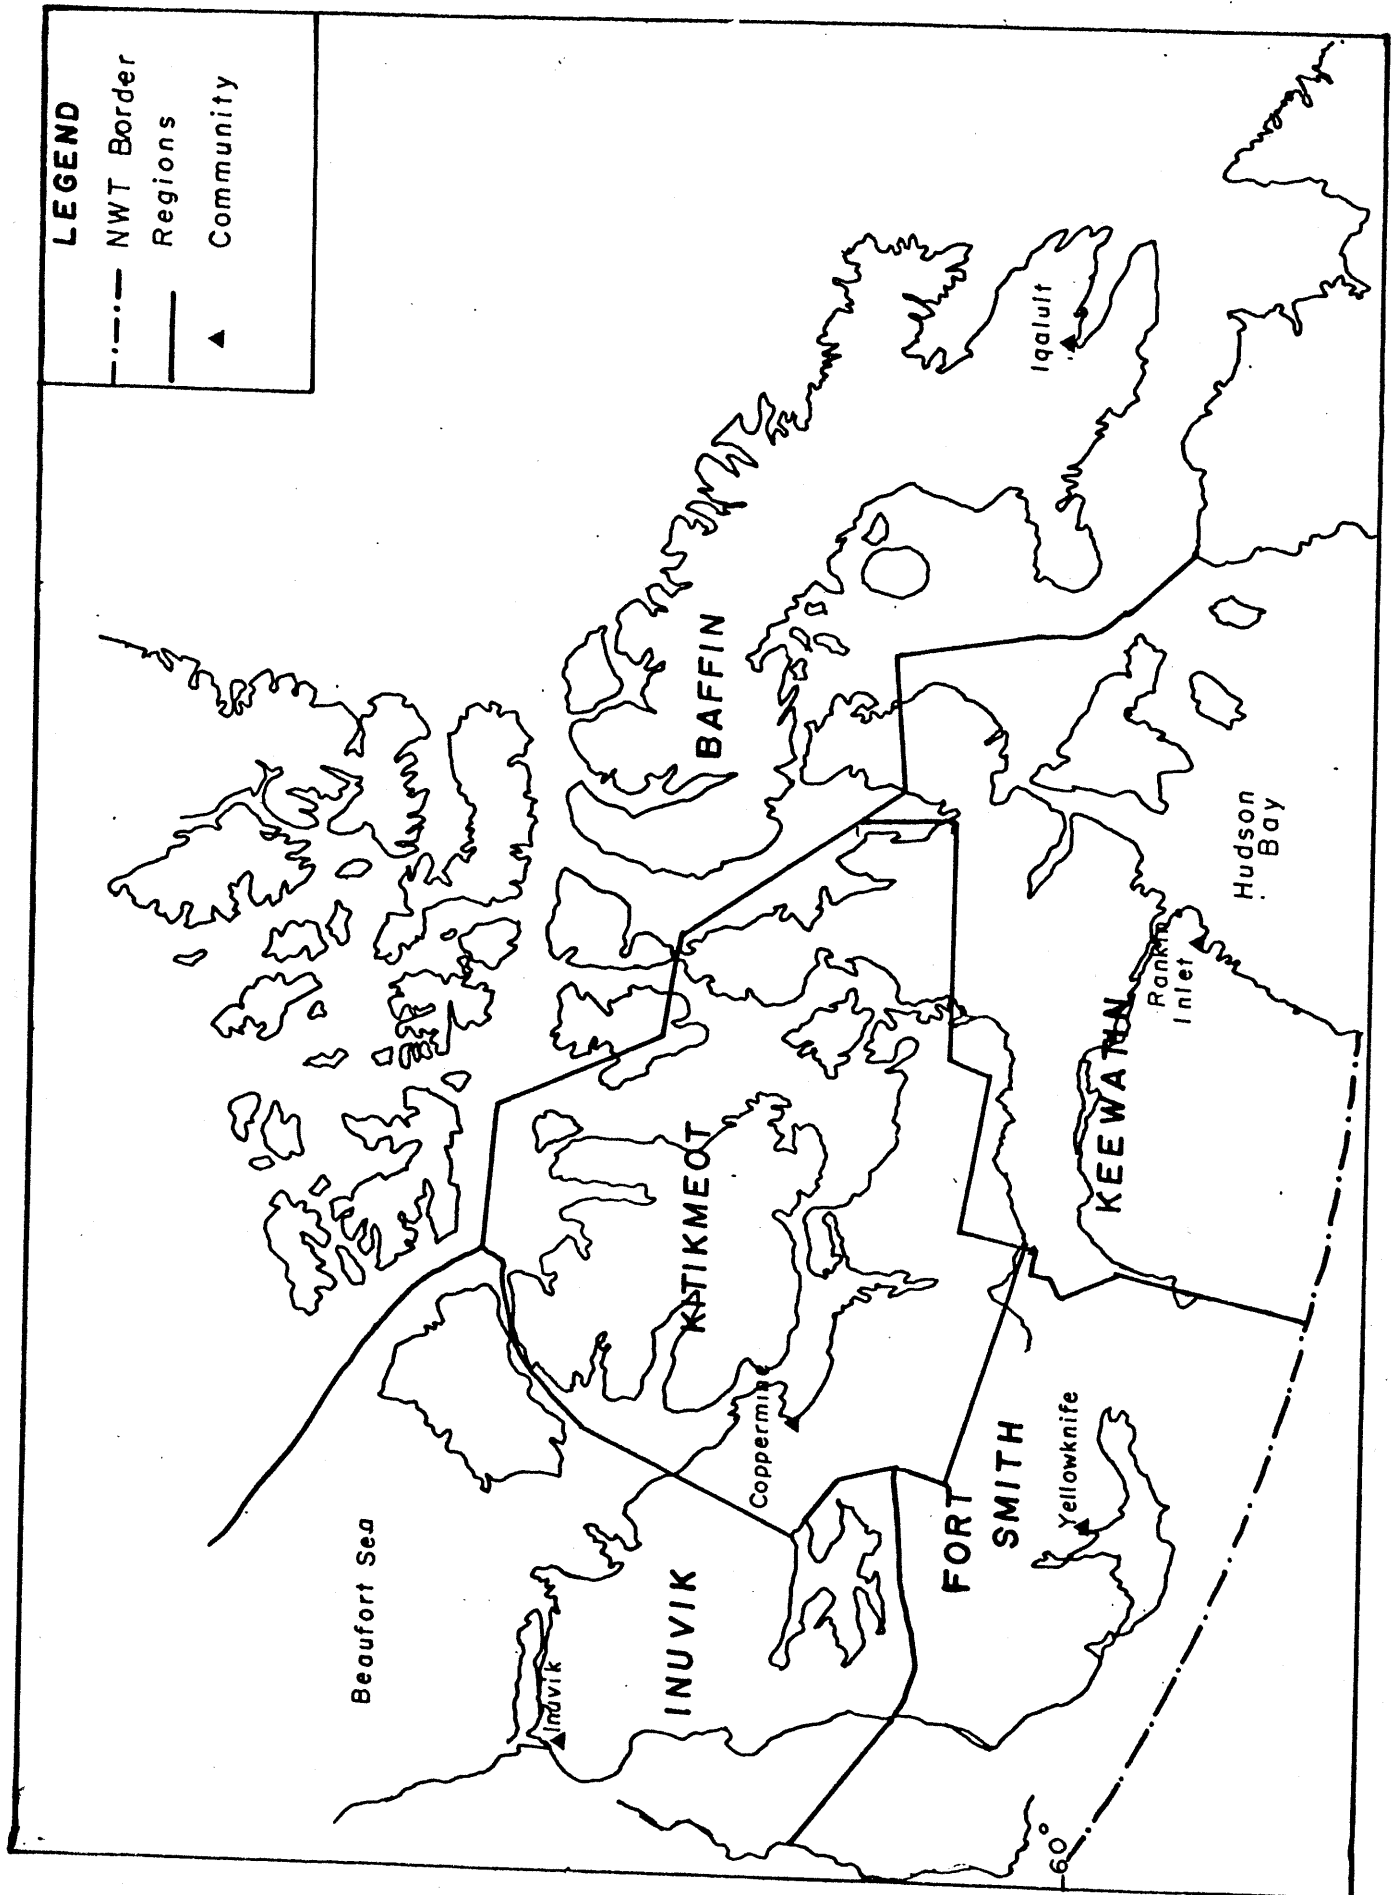 LEGEND
NWT Border
Regions
Community
Beaufort Sea
Inuvik
INUVIK
Coppermine
KITIKMEOT
BAFFIN
Iqaluit
FORT
SMITH
Yellowknife
KEEWATIN
Rankin
Inlet
Hudson
Bay
60°